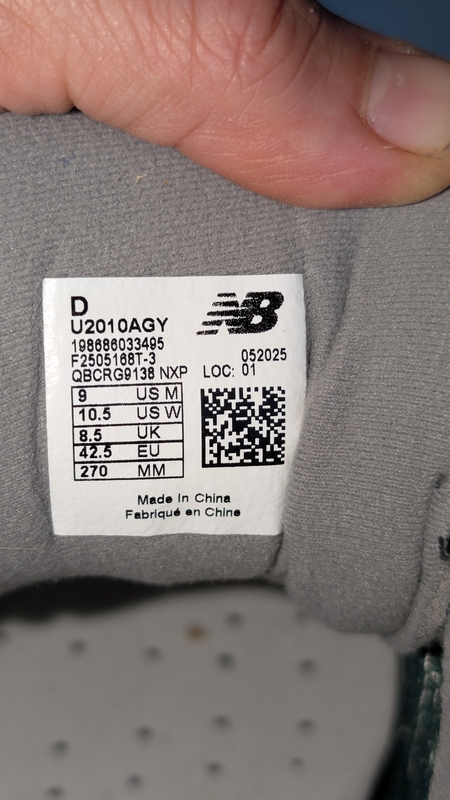 D
U2010AGY
NB
198686033495
F2505168T-3 052025
QBCRG9138 NXP LOC: 01
9 US M
10.5 US W
8.5 UK
42.5 EU
270 MM
Made In China
Fabriqué en Chine